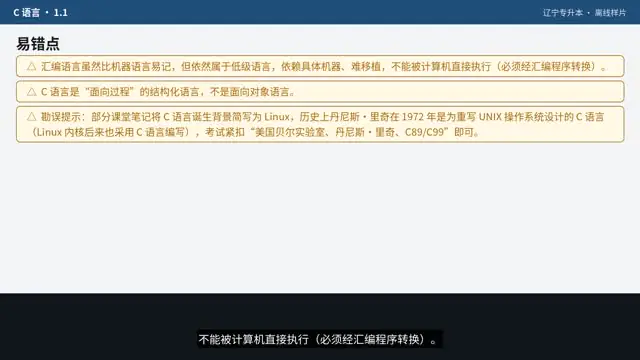 C 语言 · 1.1
辽宁专升本 · 离线样片
易错点
△ 汇编语言虽然比机器语言易记，但依然属于低级语言，依赖具体机器、难移植，不能被计算机直接执行（必须经汇编程序转换）。
△ C 语言是“面向过程”的结构化语言，不是面向对象语言。
△ 勘误提示：部分课堂笔记将 C 语言诞生背景简写为 Linux，历史上丹尼斯·里奇在 1972 年是为重写 UNIX 操作系统设计的 C 语言
（Linux 内核后来也采用 C 语言编写），考试紧扣“美国贝尔实验室、丹尼斯·里奇、C89/C99”即可。
不能被计算机直接执行（必须经汇编程序转换）。